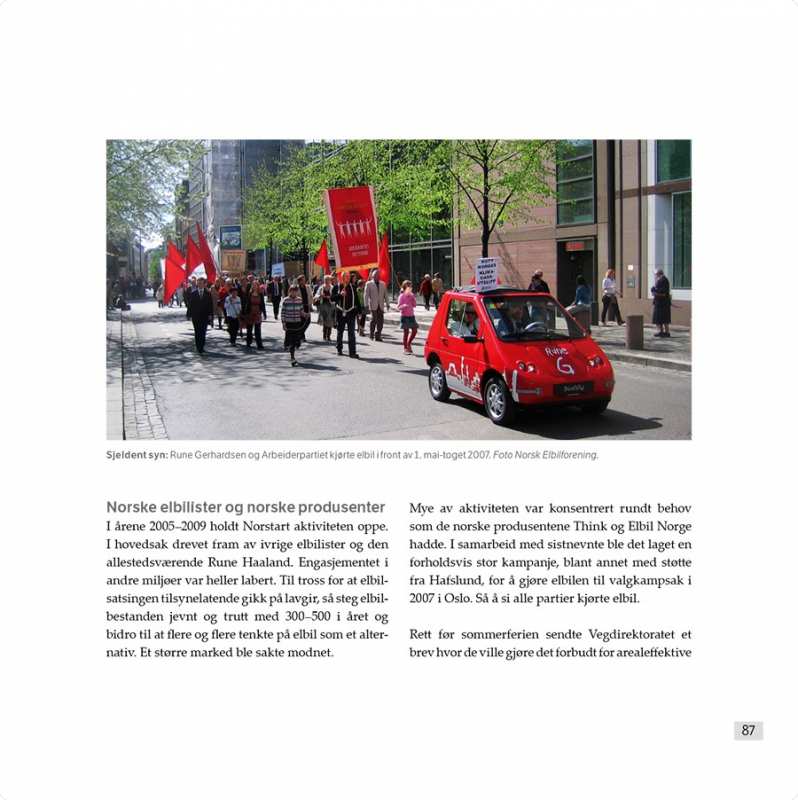 Rune
G
Sjeldent syn: Rune Gerhardsen og Arbeiderpartiet kjørte elbil i front av 1. mai-toget 2007. Foto Norsk Elbilforening.
Norske elbilister og norske produsenter
I årene 2005–2009 holdt Norstart aktiviteten oppe.
I hovedsak drevet fram av ivrige elbilister og den
allestedsværende Rune Haaland. Engasjementet i
andre miljøer var heller labert. Til tross for at elbil-
satsingen tilsynelatende gikk på lavgir, så steg elbil-
bestanden jevnt og trutt med 300–500 i året og
bidro til at flere og flere tenkte på elbil som et alter-
nativ. Et større marked ble sakte modnet.
Mye av aktiviteten var konsentrert rundt behov
som de norske produsentene Think og Elbil Norge
hadde. I samarbeid med sistnevnte ble det laget en
forholdsvis stor kampanje, blant annet med støtte
fra Hafslund, for å gjøre elbilen til valgkampsak i
2007 i Oslo. Så å si alle partier kjørte elbil.
Rett før sommerferien sendte Vegdirektoratet et
brev hvor de ville gjøre det forbudt for arealeffektive
87